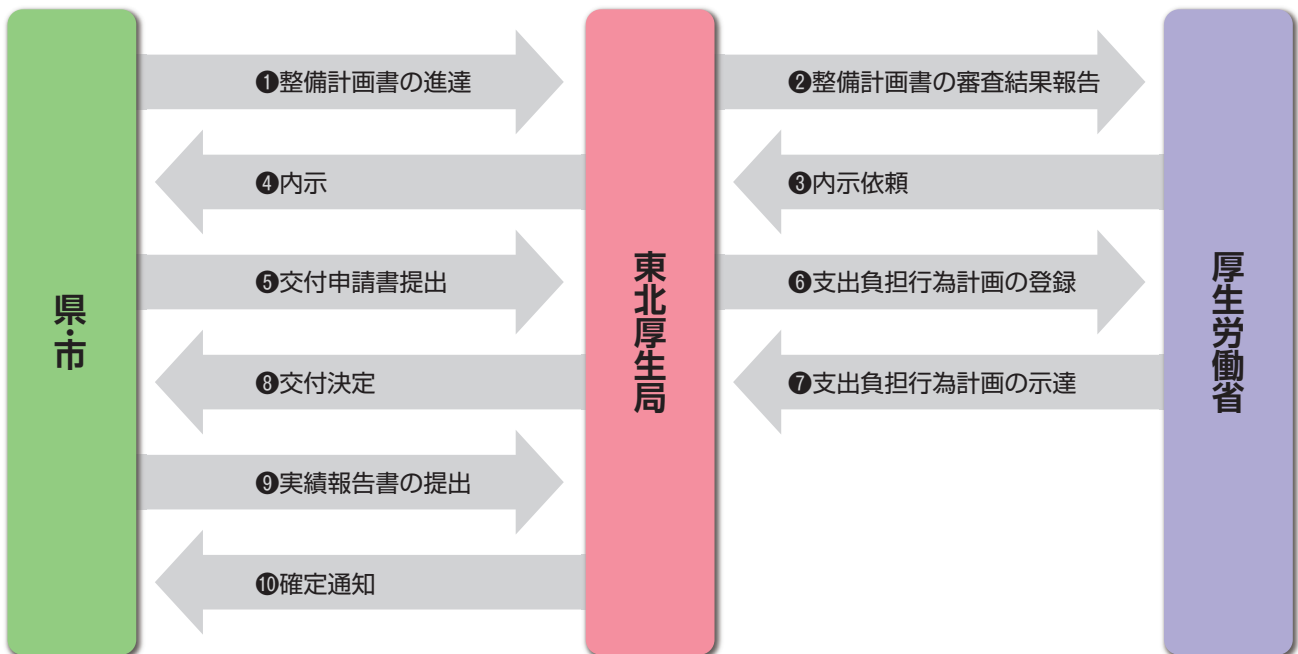 ❶整備計画書の進達
❷整備計画書の審査結果報告
❹内示
❸内示依頼
❺交付申請書提出
❻支出負担行為計画の登録
県・市
東北厚生局
厚生労働省
❽交付決定
❼支出負担行為計画の示達
❾実績報告書の提出
❿確定通知